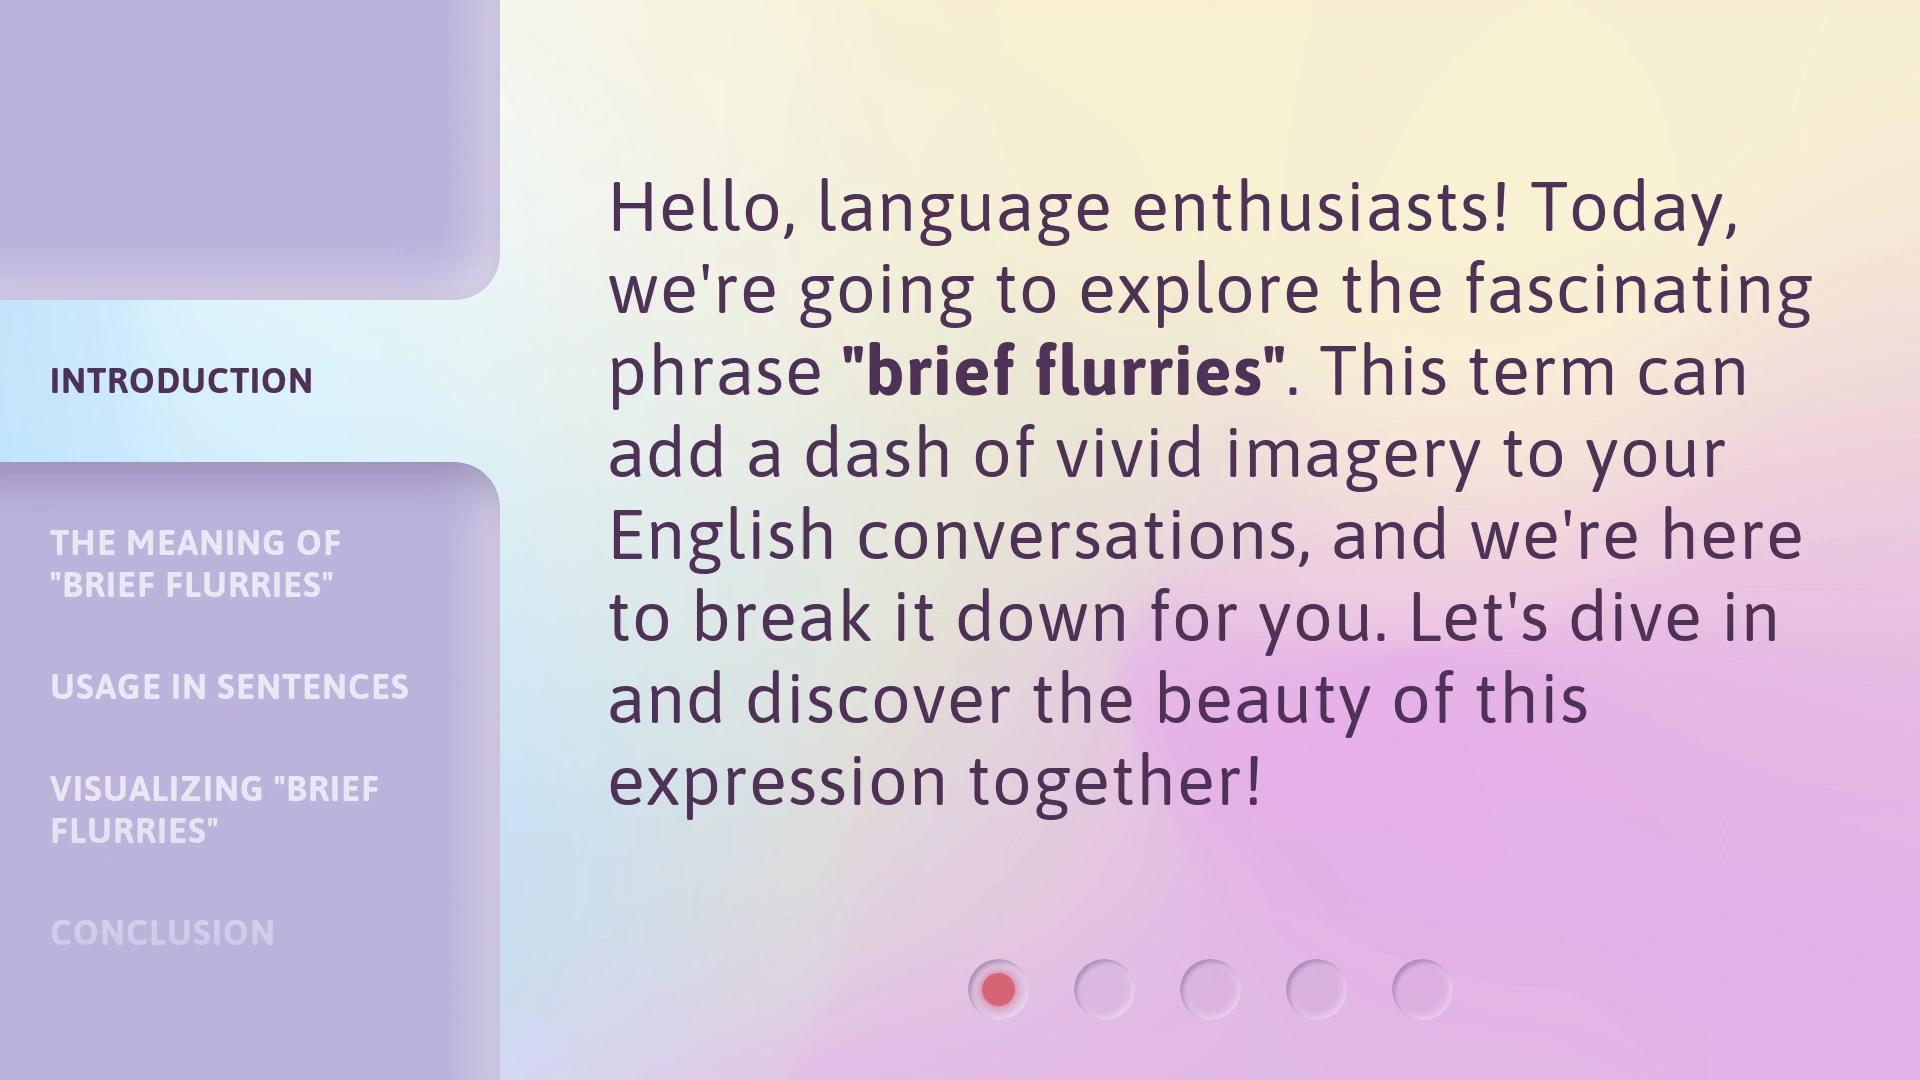 INTRODUCTION
THE MEANING OF
"BRIEF FLURRIES"
USAGE IN SENTENCES
VISUALIZING "BRIEF
FLURRIES"
CONCLUSION
Hello, language enthusiasts! Today,
we're going to explore the fascinating
phrase "brief flurries". This term can
add a dash of vivid imagery to your
English conversations, and we're here
to break it down for you. Let's dive in
and discover the beauty of this
expression together!